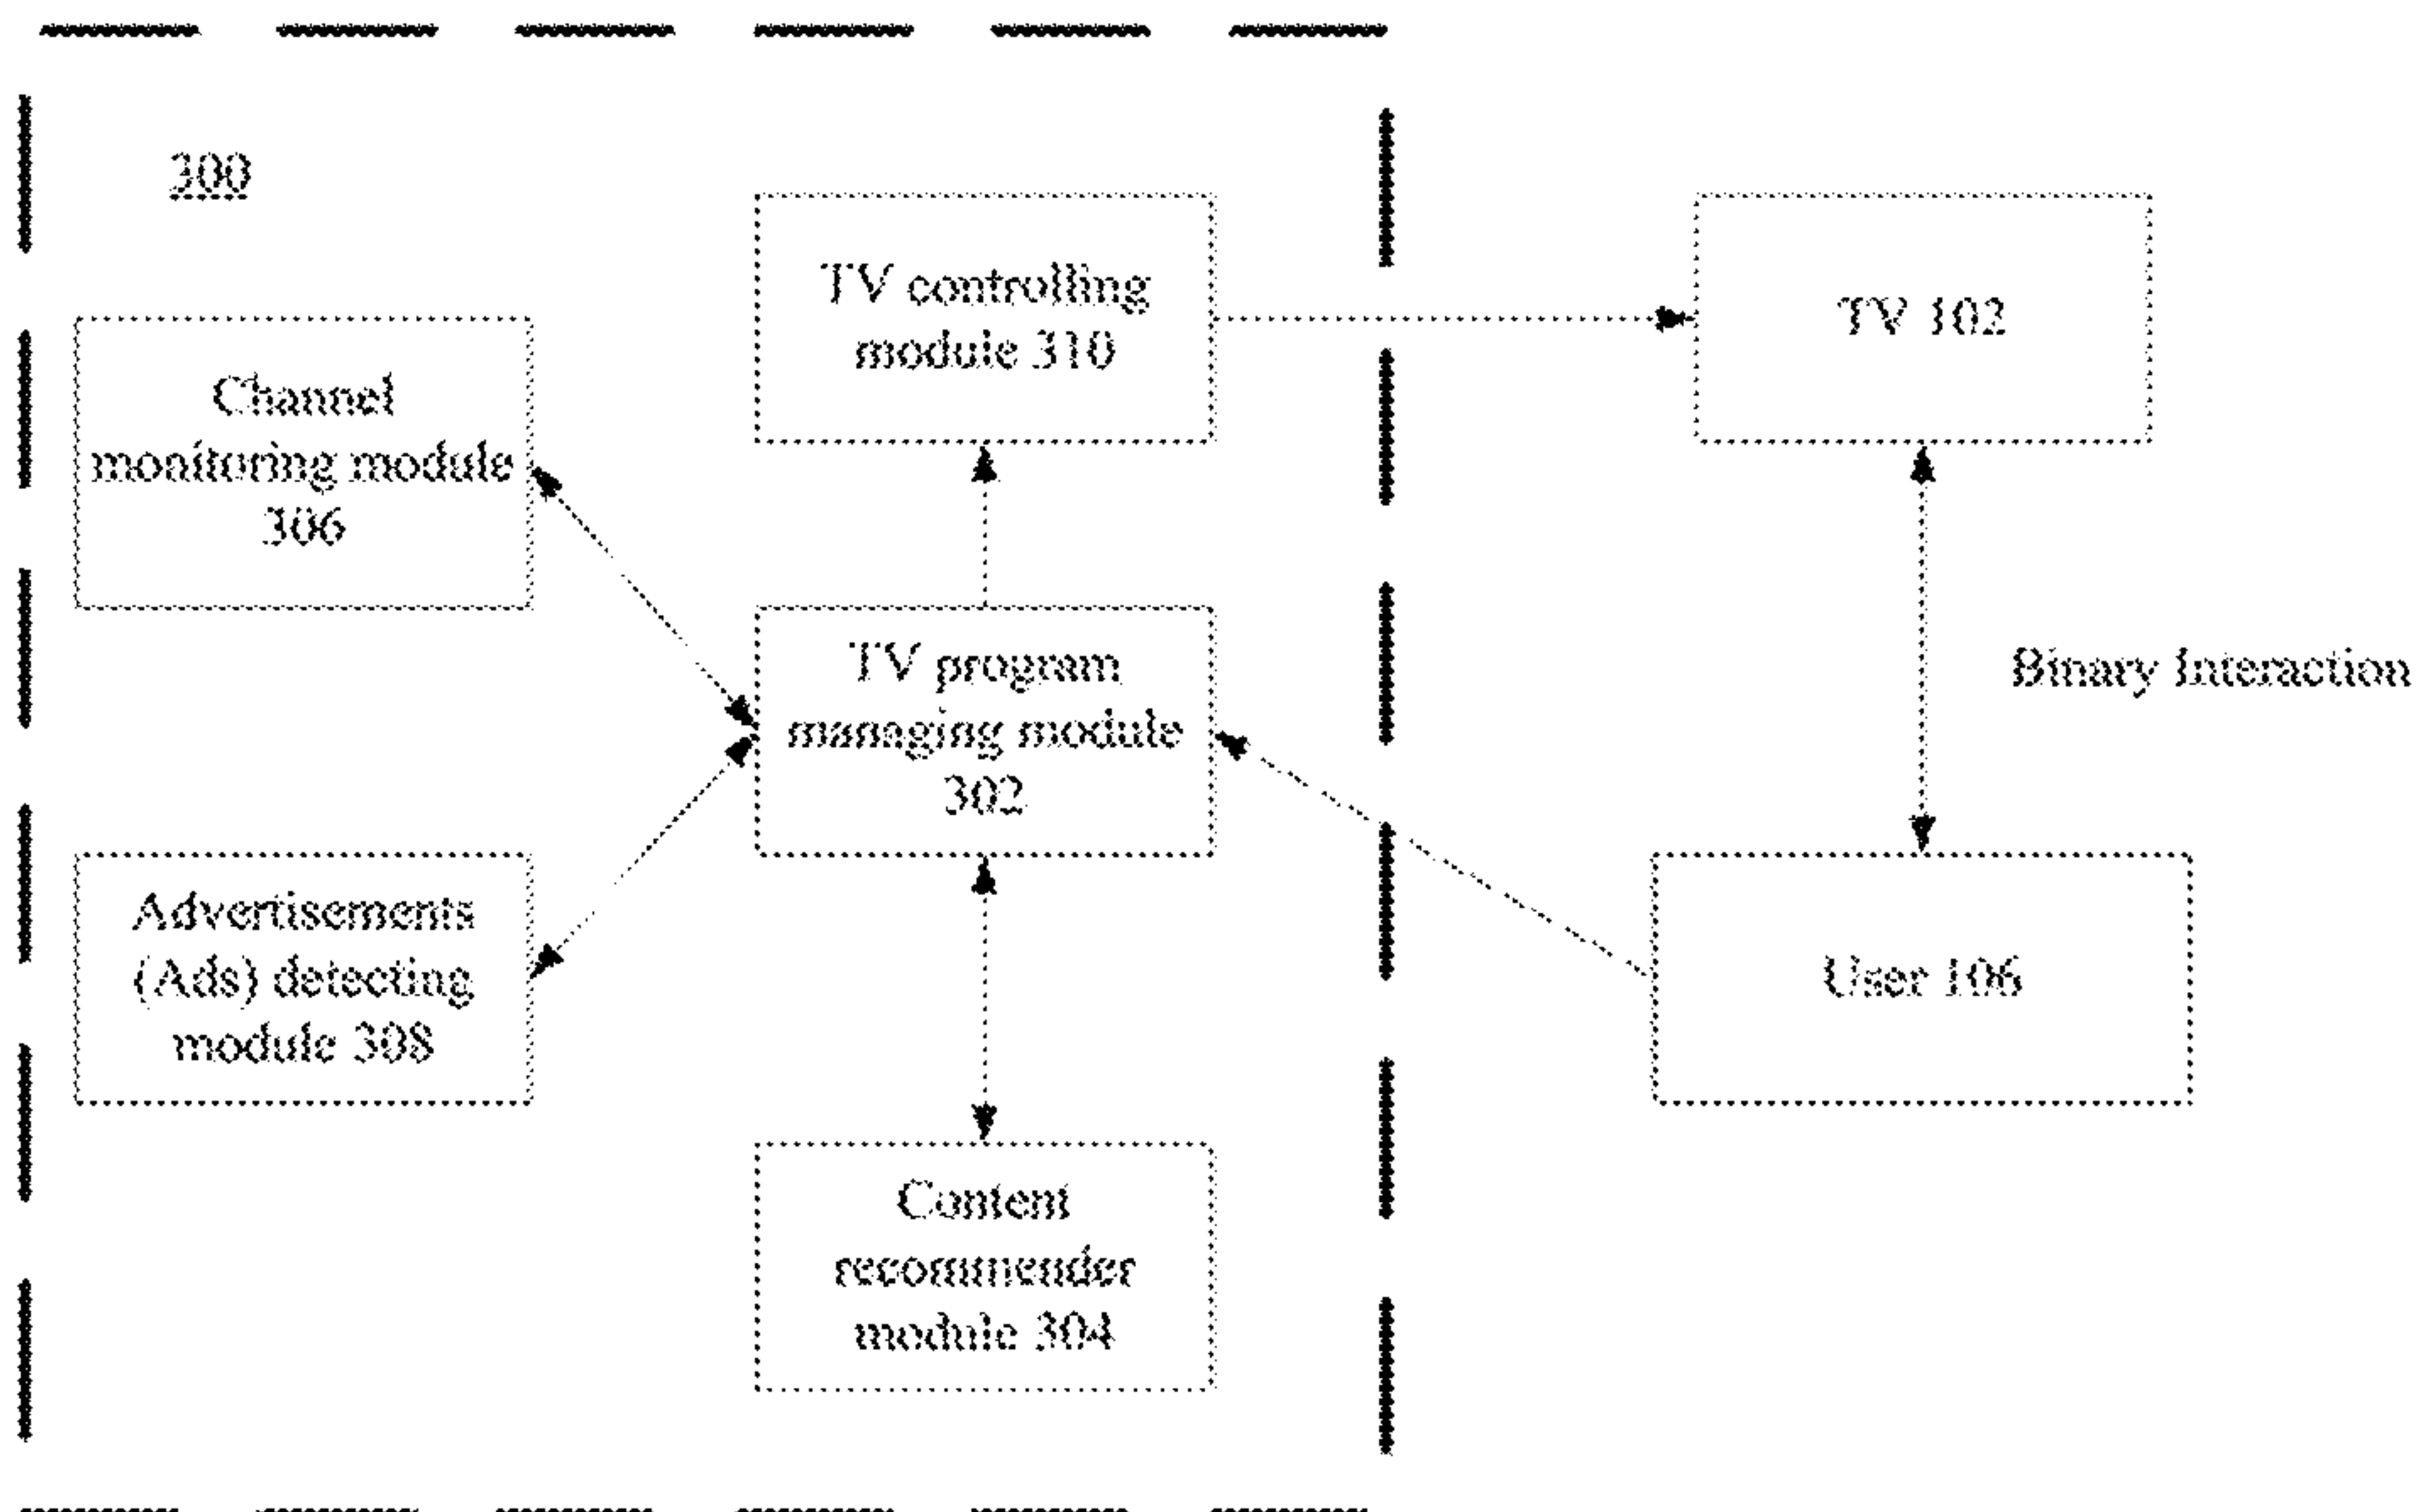 300
TV controlling
module 310
TV 102
Channel
monitoring module
306
TV program
managing module
302
Binary Interaction
Advertisements
(Ads) detecting
module 308
User 106
Content
recommender
module 304